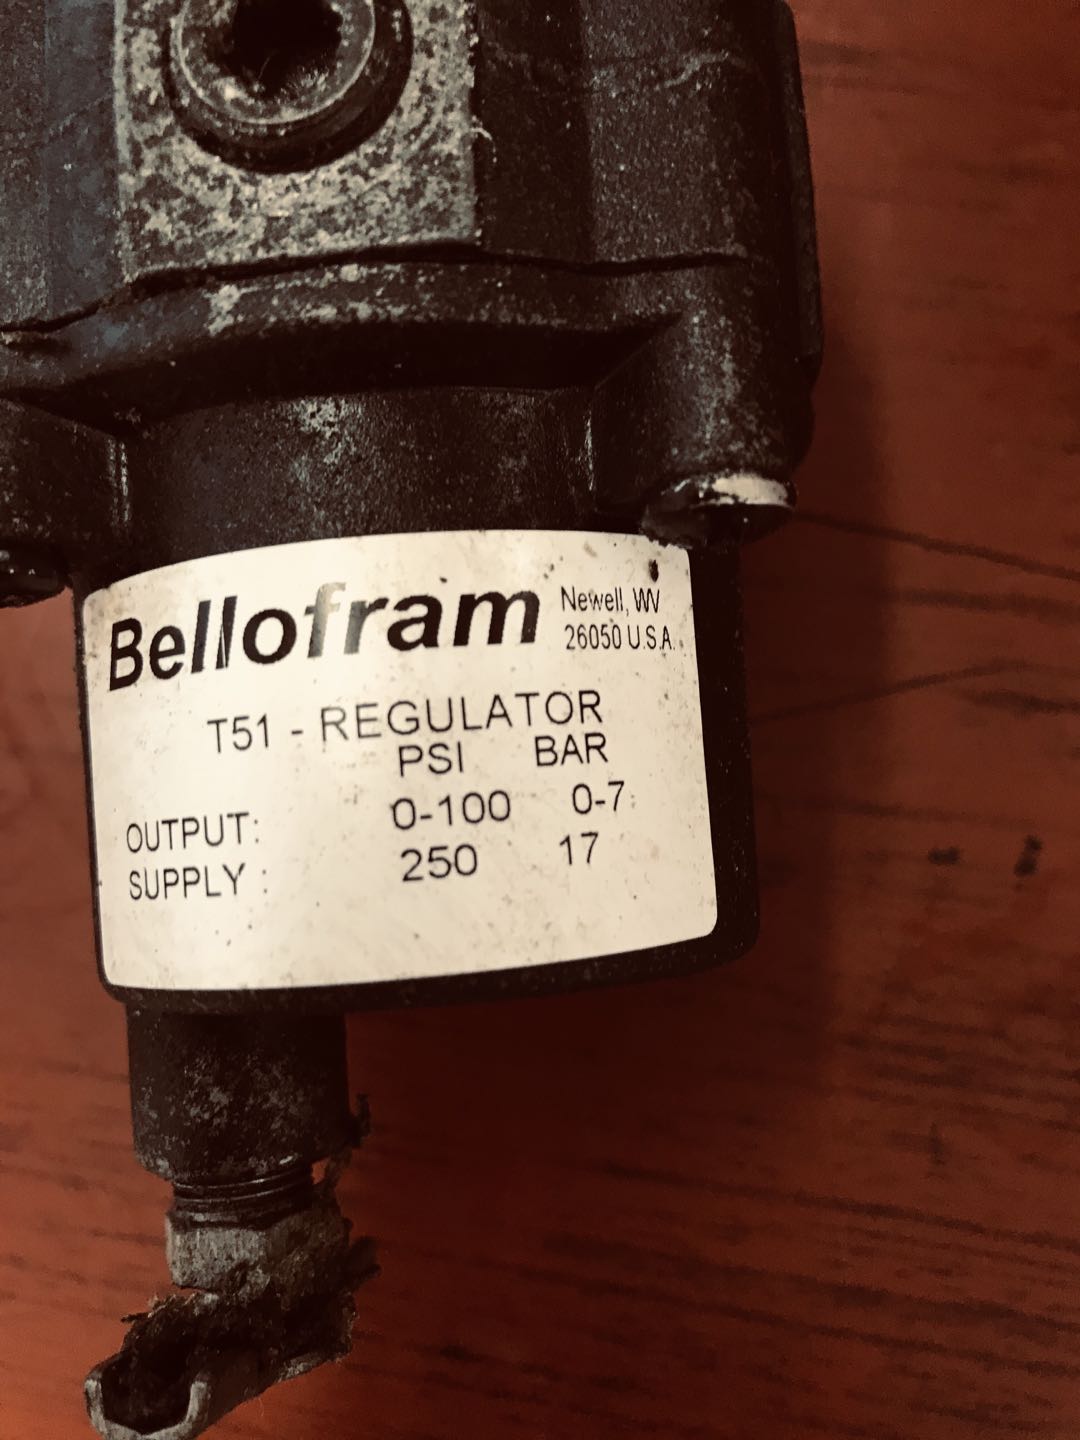 Bellofram
Newell, WV
26050 U.S.A.
T51 - REGULATOR
PSI BAR
OUTPUT: 0-100 0-7
SUPPLY : 250 17